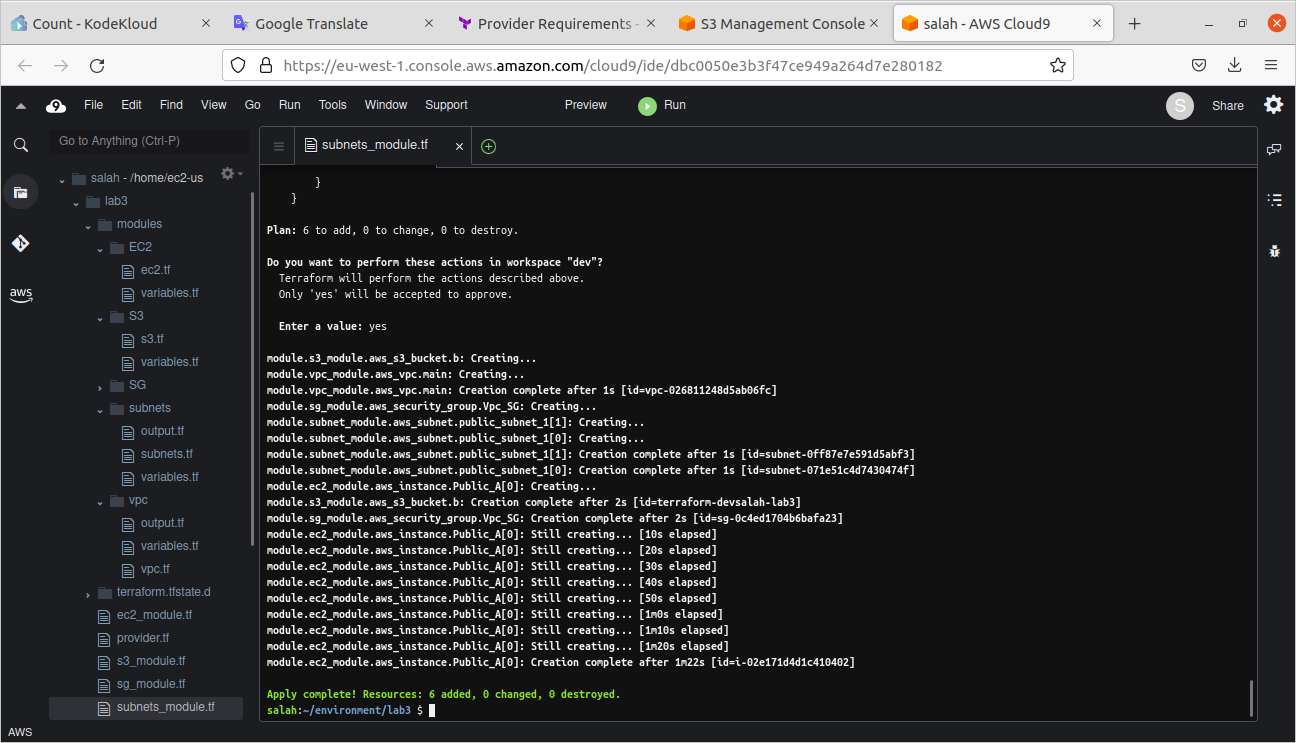 Count - KodeKloud
Google Translate
Provider Requirements -
S3 Management Console
salah - AWS Cloud9
https://eu-west-1.console.aws.amazon.com/cloud9/ide/dbc0050e3b3f47ce949a264d7e280182
9 File Edit Find View Go Run Tools Window Support Preview Run S Share
Go to Anything (Ctrl-P)
subnets_module.tf
salah - /home/ec2-us
lab3
modules
EC2
ec2.tf
variables.tf
S3
s3.tf
variables.tf
SG
subnets
output.tf
subnets.tf
variables.tf
vpc
output.tf
variables.tf
vpc.tf
terraform.tfstate.d
ec2_module.tf
provider.tf
s3_module.tf
sg_module.tf
subnets_module.tf
aws
AWS
}
}
Plan: 6 to add, 0 to change, 0 to destroy.
Do you want to perform these actions in workspace "dev"?
Terraform will perform the actions described above.
Only 'yes' will be accepted to approve.
Enter a value: yes
module.s3_module.aws_s3_bucket.b: Creating...
module.vpc_module.aws_vpc.main: Creating...
module.vpc_module.aws_vpc.main: Creation complete after 1s [id=vpc-026811248d5ab06fc]
module.sg_module.aws_security_group.Vpc_SG: Creating...
module.subnet_module.aws_subnet.public_subnet_1[1]: Creating...
module.subnet_module.aws_subnet.public_subnet_1[0]: Creating...
module.subnet_module.aws_subnet.public_subnet_1[1]: Creation complete after 1s [id=subnet-0ff87e7e591d5abf3]
module.subnet_module.aws_subnet.public_subnet_1[0]: Creation complete after 1s [id=subnet-071e51c4d7430474f]
module.ec2_module.aws_instance.Public_A[0]: Creating...
module.s3_module.aws_s3_bucket.b: Creation complete after 2s [id=terraform-devsalah-lab3]
module.sg_module.aws_security_group.Vpc_SG: Creation complete after 2s [id=sg-0c4ed1704b6bafa23]
module.ec2_module.aws_instance.Public_A[0]: Still creating... [10s elapsed]
module.ec2_module.aws_instance.Public_A[0]: Still creating... [20s elapsed]
module.ec2_module.aws_instance.Public_A[0]: Still creating... [30s elapsed]
module.ec2_module.aws_instance.Public_A[0]: Still creating... [40s elapsed]
module.ec2_module.aws_instance.Public_A[0]: Still creating... [50s elapsed]
module.ec2_module.aws_instance.Public_A[0]: Still creating... [1m0s elapsed]
module.ec2_module.aws_instance.Public_A[0]: Still creating... [1m10s elapsed]
module.ec2_module.aws_instance.Public_A[0]: Still creating... [1m20s elapsed]
module.ec2_module.aws_instance.Public_A[0]: Creation complete after 1m22s [id=i-02e171d4d1c410402]
Apply complete! Resources: 6 added, 0 changed, 0 destroyed.
salah:~/environment/lab3 $